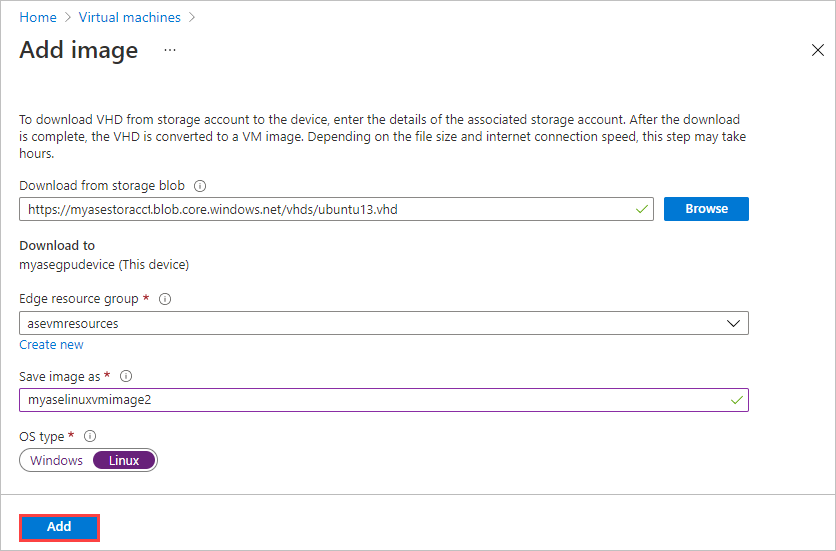 Home > Virtual machines >
Add image ...
To download VHD from storage account to the device, enter the details of the associated storage account. After the download
is complete, the VHD is converted to a VM image. Depending on the file size and internet connection speed, this step may take
hours.
Download from storage blob
https://myasestoracct.blob.core.windows.net/vhds/ubuntu13.vhd
Browse
Download to
myasegpudevice (This device)
Edge resource group *
asevmresources
Create new
Save image as *
myaselinuxvmimage2
OS type *
Windows Linux
Add